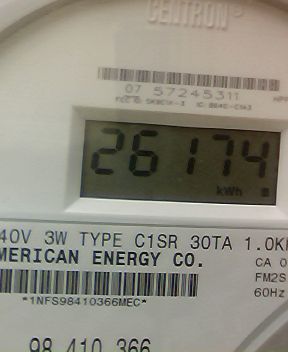 CENTRON®
07 57245311
26174
kWh
40V 3W TYPE C1SR 30TA 1.0K
MERICAN ENERGY CO.
CA 0
FM2S
60Hz
*1NFS98410366MEC*
98 410 366